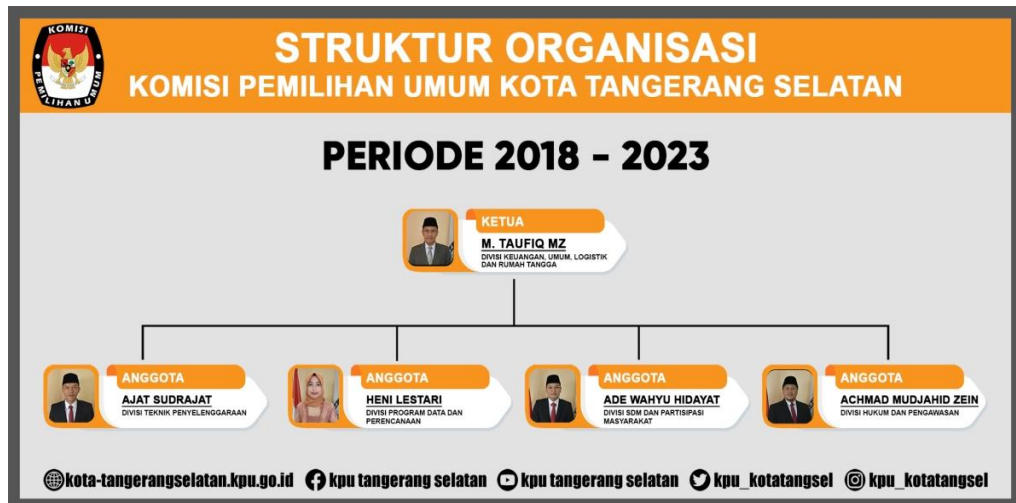 KOMISI
PEMILIHAN UMUM
STRUKTUR ORGANISASI
KOMISI PEMILIHAN UMUM KOTA TANGERANG SELATAN
PERIODE 2018 - 2023
KETUA
M. TAUFIQ MZ
DIVISI KEUANGAN, UMUM, LOGISTIK
DAN RUMAH TANGGA
ANGGOTA
AJAT SUDRAJAT
DIVISI TEKNIK PENYELENGGARAAN
ANGGOTA
HENI LESTARI
DIVISI PROGRAM DATA DAN
PERENCANAAN
ANGGOTA
ADE WAHYU HIDAYAT
DIVISI SDM DAN PARTISIPASI
MASYARAKAT
ANGGOTA
ACHMAD MUDJAHID ZEIN
DIVISI HUKUM DAN PENGAWASAN
kota-tangerangselatan.kpu.go.id kpu tangerang selatan kpu tangerang selatan kpu_kotatangsel kpu_kotatangsel